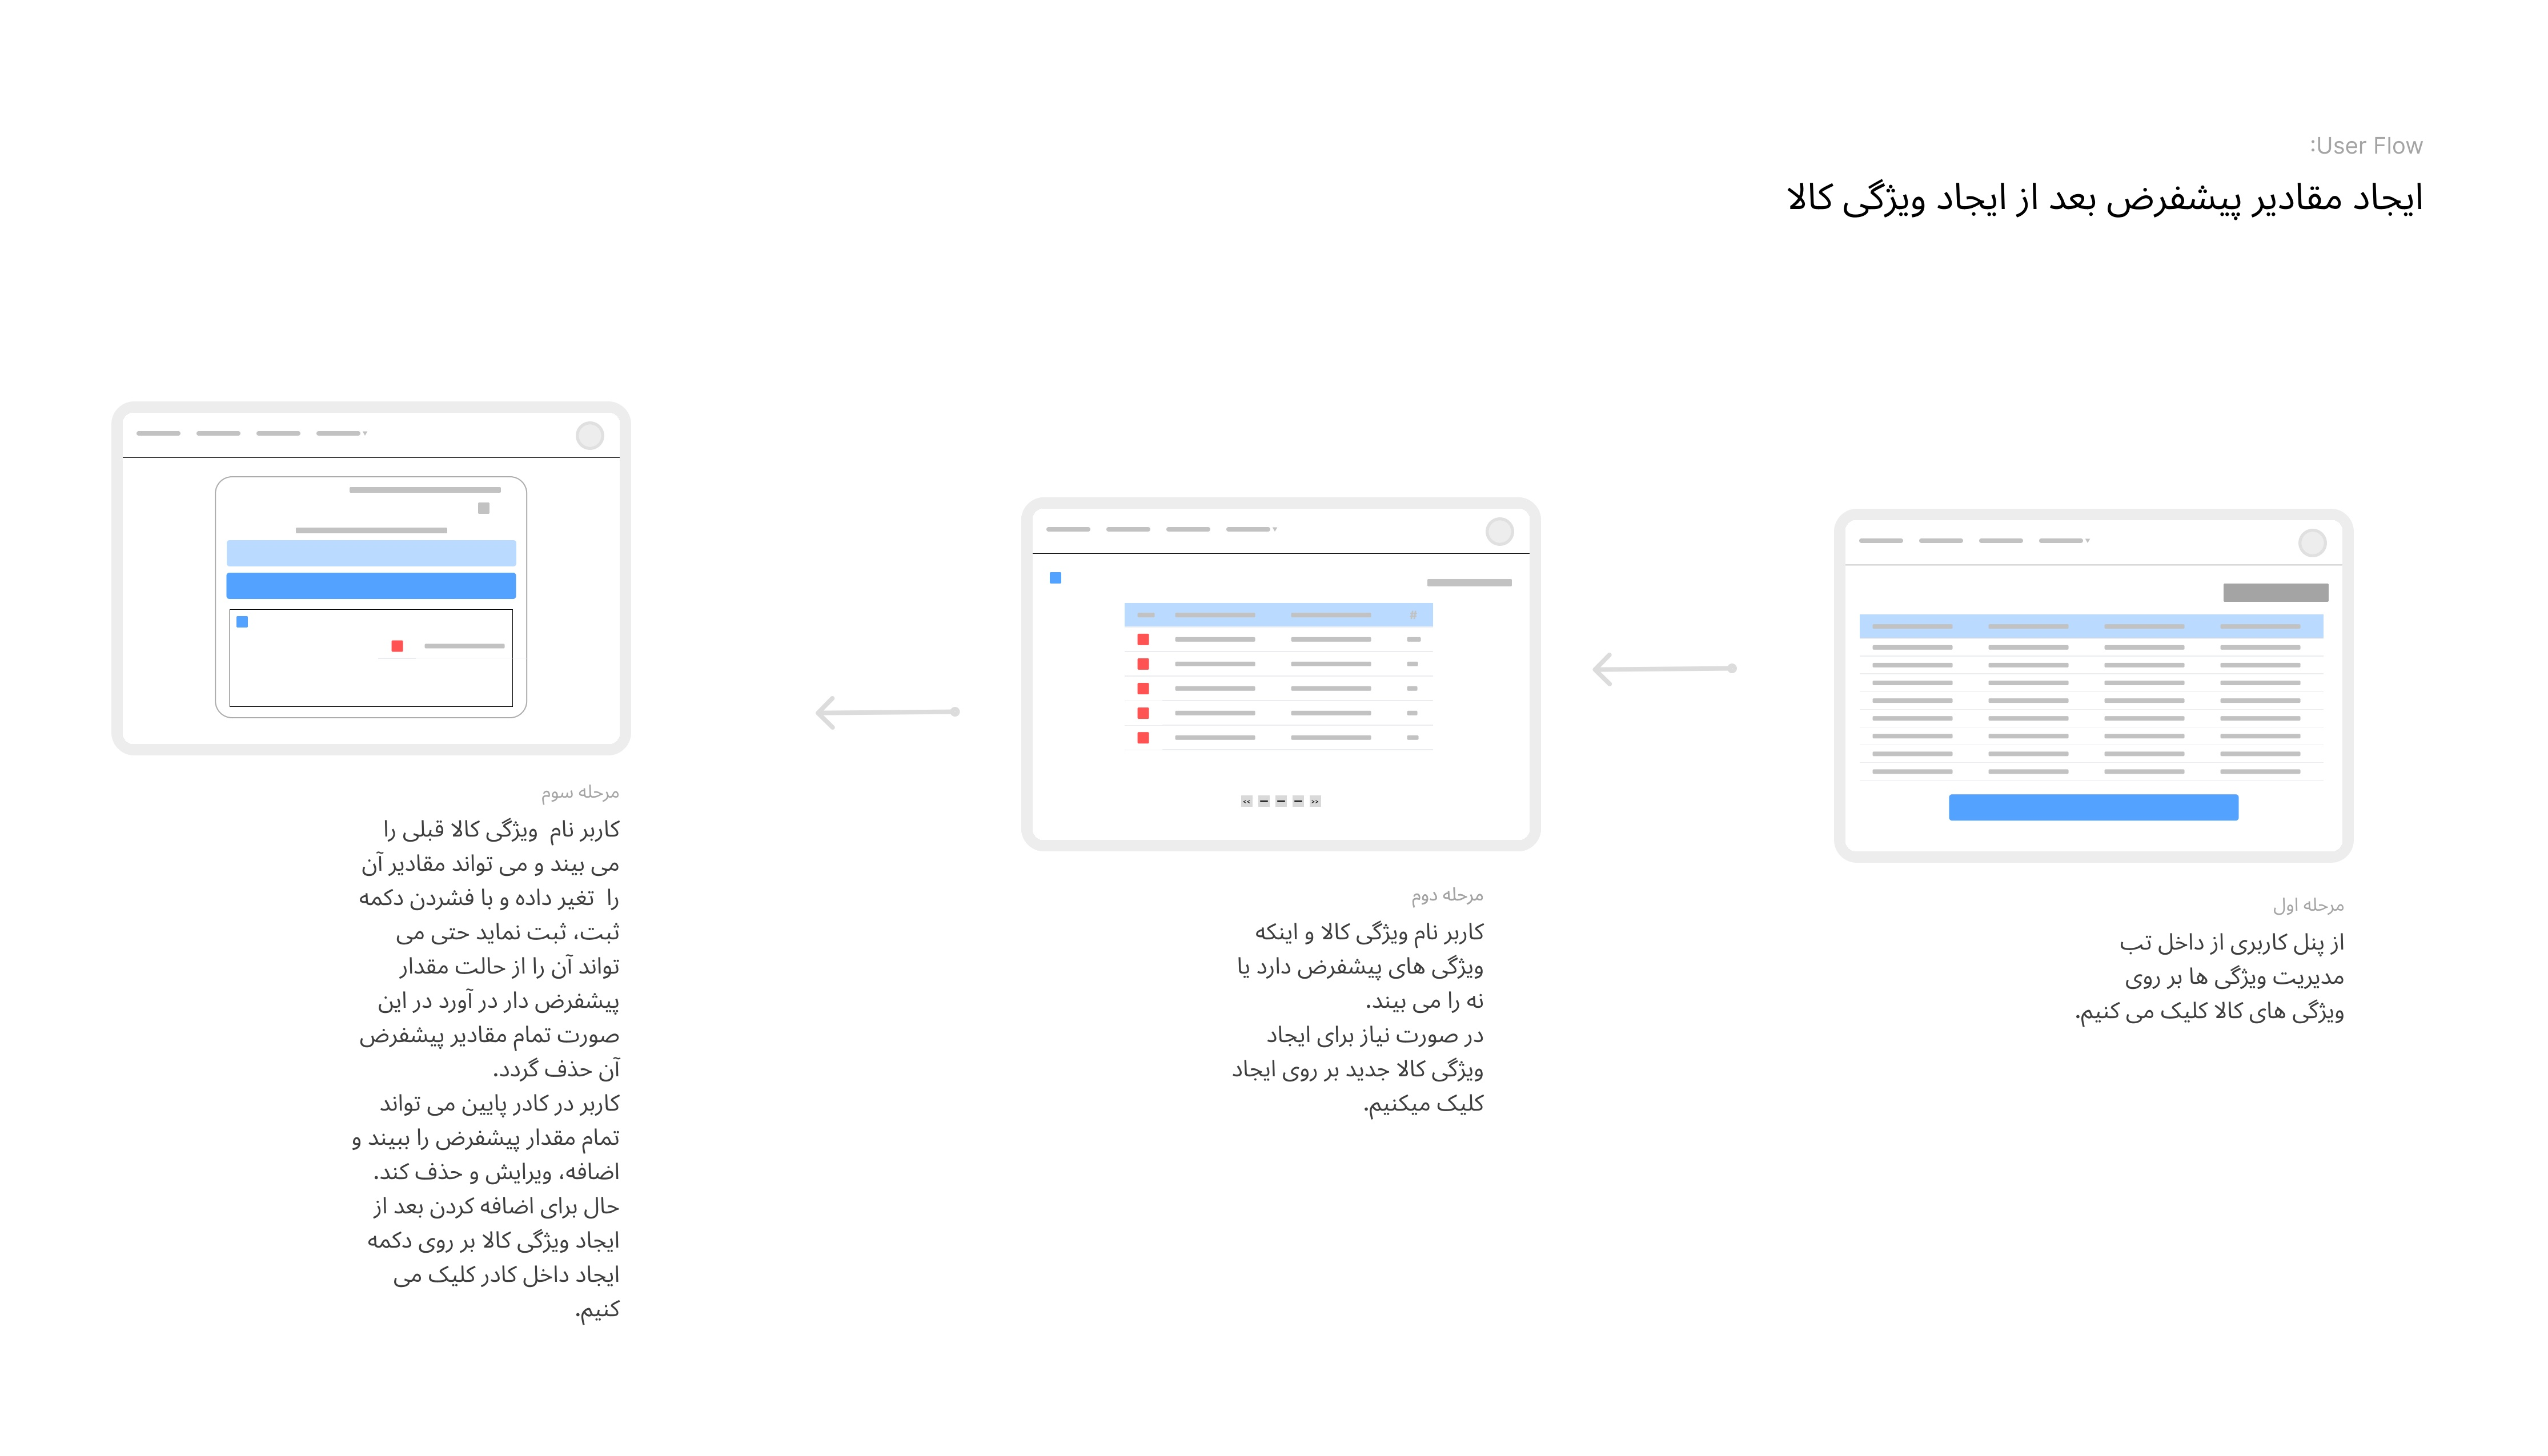 User Flow:
ایجاد مقادیر پیشفرض بعد از ایجاد ویژگی کالا
مرحله اول
از پنل کاربری از داخل تب
مدیریت ویژگی ها بر روی
ویژگی های کالا کلیک می کنیم.
#
<<
>>
مرحله دوم
کاربر نام ویژگی کالا و اینکه
ویژگی های پیشفرض دارد یا
نه را می بیند.
در صورت نیاز برای ایجاد
ویژگی کالا جدید بر روی ایجاد
کلیک میکنیم.
مرحله سوم
کاربر نام  ویژگی کالا قبلی را
می بیند و می تواند مقادیر آن
را  تغیر داده و با فشردن دکمه
ثبت، ثبت نماید حتی می
تواند آن را از حالت مقدار
پیشفرض دار در آورد در این
صورت تمام مقادیر پیشفرض
آن حذف گردد.
کاربر در کادر پایین می تواند
تمام مقدار پیشفرض را ببیند و
اضافه، ویرایش و حذف کند.
حال برای اضافه کردن بعد از
ایجاد ویژگی کالا بر روی دکمه
ایجاد داخل کادر کلیک می
کنیم.